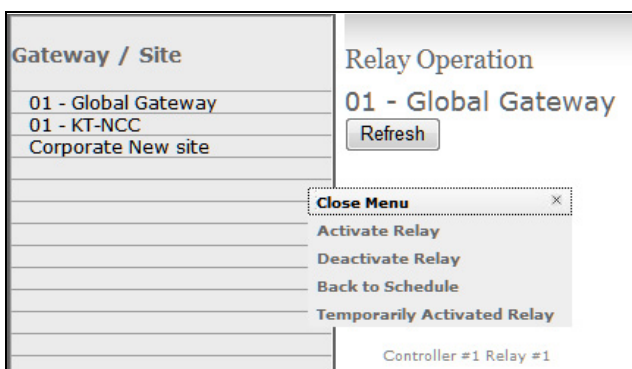 Gateway / Site
01 - Global Gateway
01 - KT-NCC
Corporate New site
Relay Operation
01 - Global Gateway
Refresh
Close Menu ×
Activate Relay
Deactivate Relay
Back to Schedule
Temporarily Activated Relay
Controller #1 Relay #1